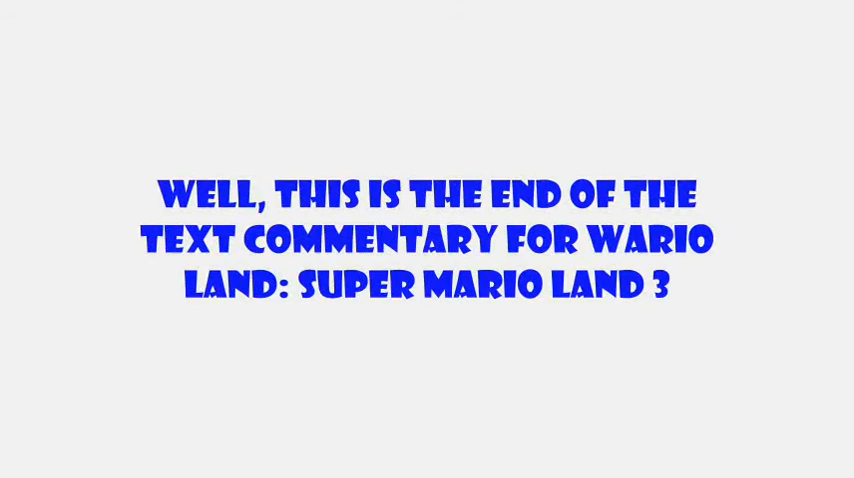 WELL, THIS IS THE END OF THE
TEXT COMMENTARY FOR WARIO
LAND: SUPER MARIO LAND 3